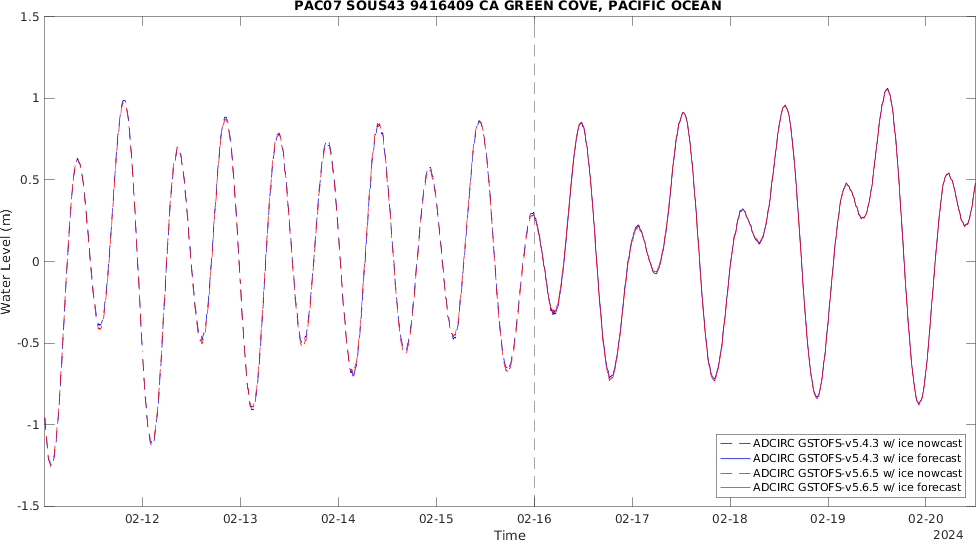 PAC07 SOUS43 9416409 CA GREEN COVE, PACIFIC OCEAN
1.5
1
0.5
0
-0.5
-1
-1.5
Water Level (m)
ADCIRC GSTOFS-v5.4.3 w/ ice nowcast
ADCIRC GSTOFS-v5.4.3 w/ ice forecast
ADCIRC GSTOFS-v5.6.5 w/ ice nowcast
ADCIRC GSTOFS-v5.6.5 w/ ice forecast
02-12 02-13 02-14 02-15 02-16 02-17 02-18 02-19 02-20
Time
2024